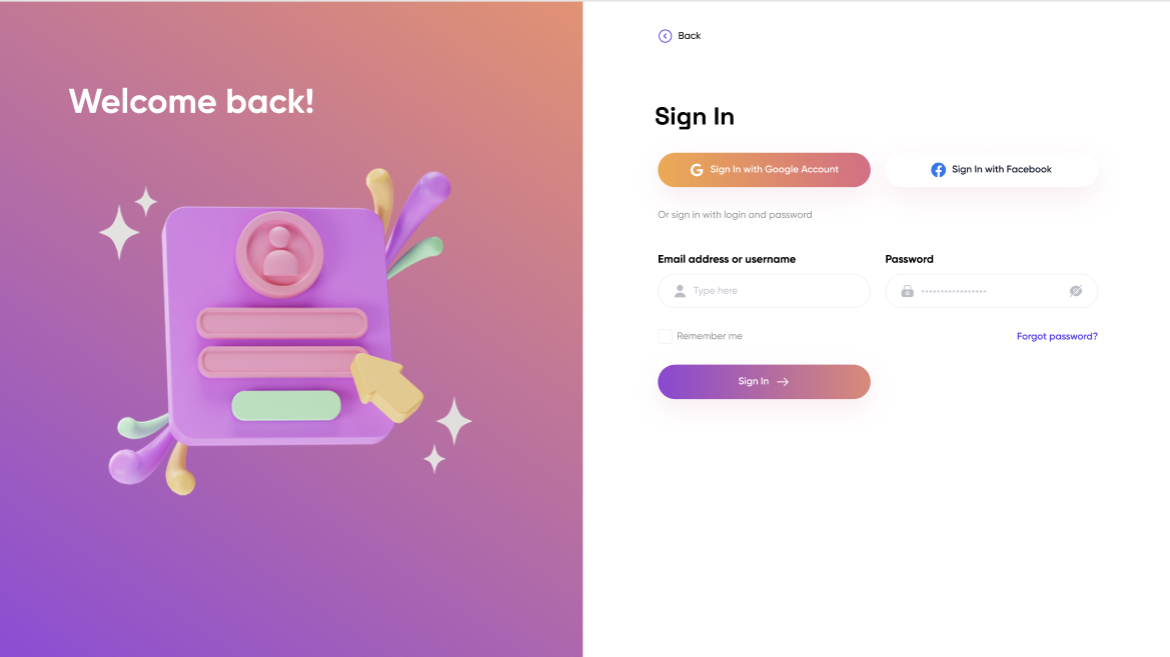 Back
Welcome back!
Sign In
Sign In with Google Account
Sign In with Facebook
Or sign in with login and password
Email address or username
Password
Type here
Remember me
Forgot password?
Sign In